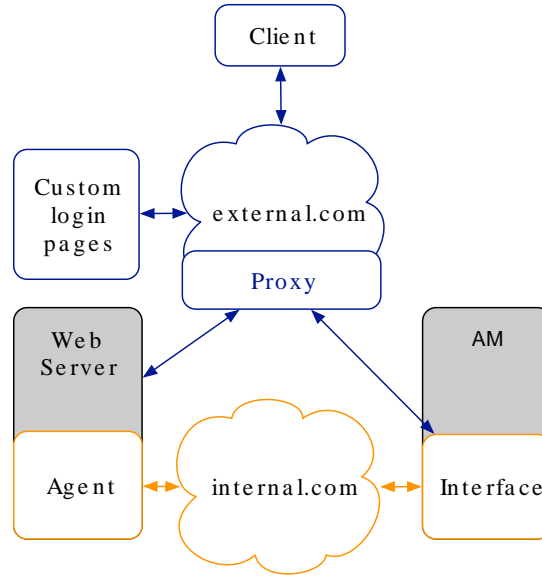 Client
Custom
login
pages
external.com
Proxy
Web
Server
AM
Agent
internal.com
Interface